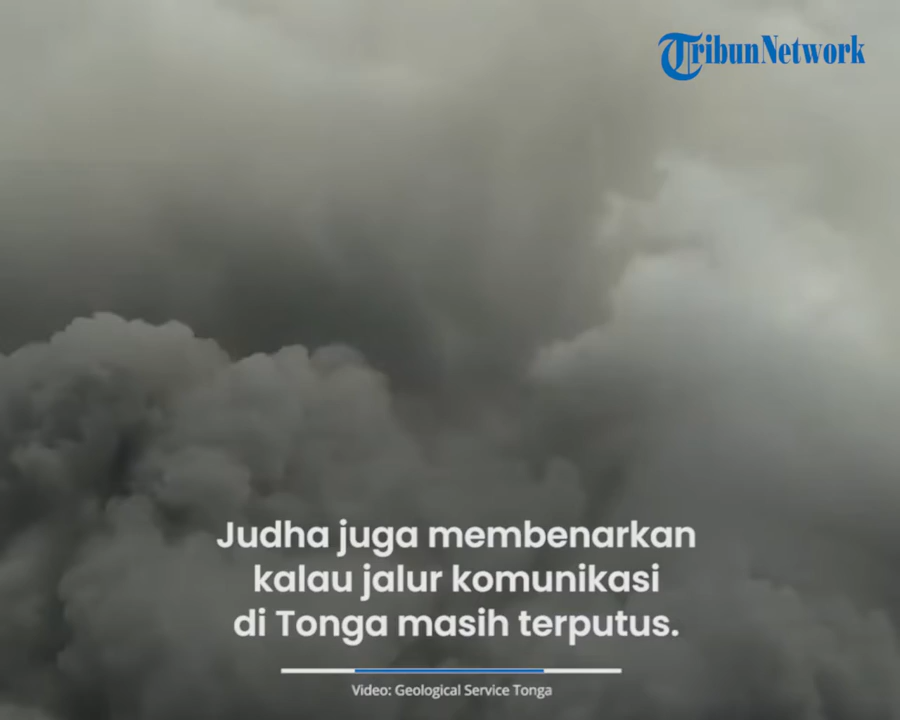 TribunNetwork
Judha juga membenarkan
kalau jalur komunikasi
di Tonga masih terputus.
Video: Geological Service Tonga